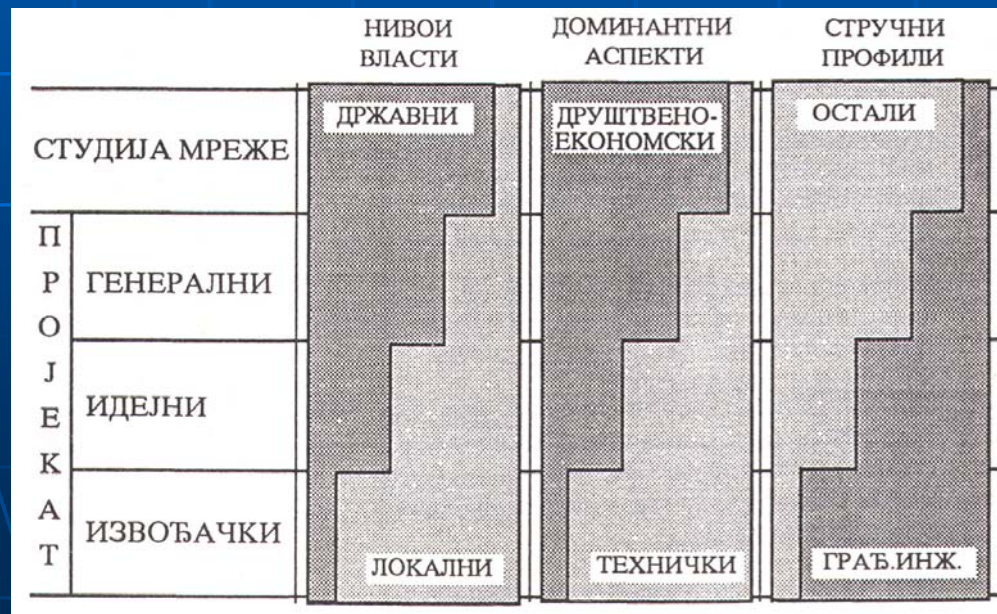 НИВОИ
ВЛАСТИ
ДОМИНАНТНИ
АСПЕКТИ
СТРУЧНИ
ПРОФИЛИ
СТУДИЈА МРЕЖЕ
ДРЖАВНИ
ДРУШТВЕНО-
ЕКОНОМСКИ
ОСТАЛИ
ПРОЈЕКАТ
ГЕНЕРАЛНИ
ИДЕЈНИ
ИЗВОЂАЧКИ
ЛОКАЛНИ
ТЕХНИЧКИ
ГРАЂ.ИНЖ.